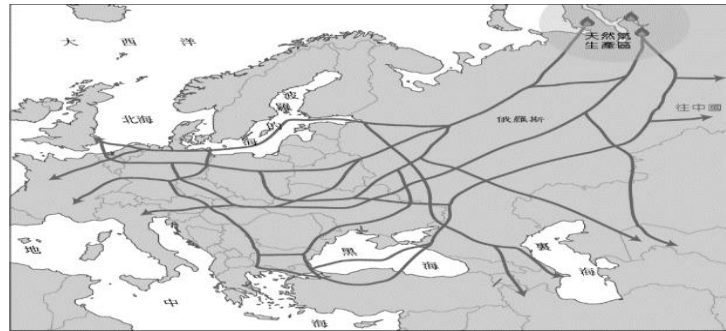 大西洋
天然氣
生產區
往中國
北海
波羅的海
俄羅斯
黑海
裏海
地中海